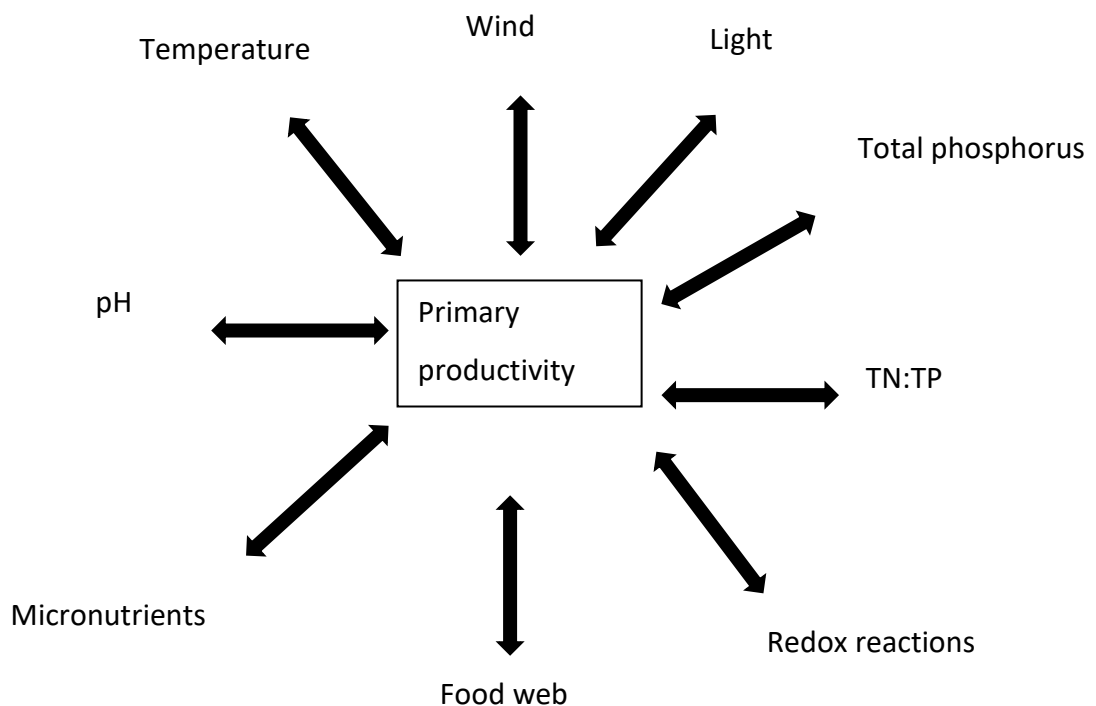 Wind
Temperature
Light
Total phosphorus
pH
Primary
productivity
TN:TP
Micronutrients
Redox reactions
Food web